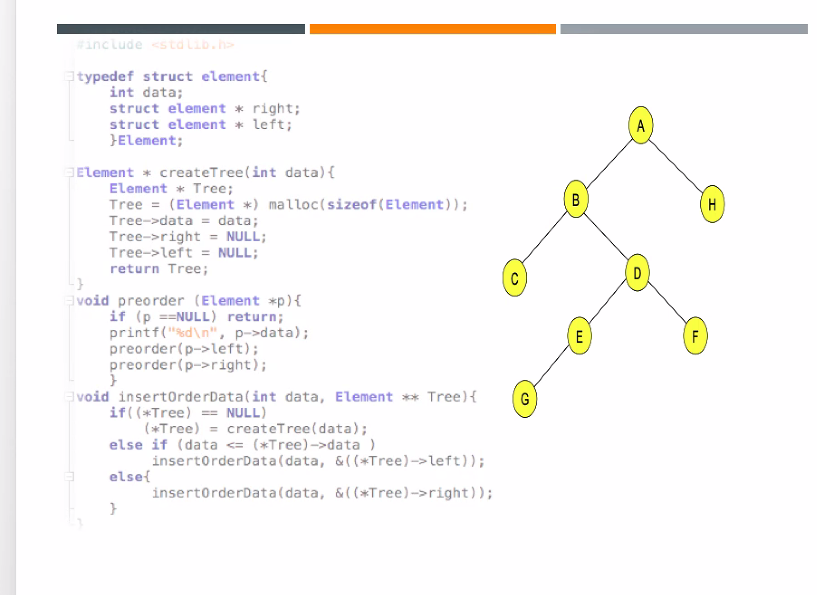 #include <stdlib.h>
typedef struct element{
int data;
struct element * right;
struct element * left;
}Element;
Element * createTree(int data){
Element * Tree;
Tree = (Element *) malloc(sizeof(Element));
Tree->data = data;
Tree->right = NULL;
Tree->left = NULL;
return Tree;
}
void preorder (Element *p){
if (p ==NULL) return;
printf("%d\n", p->data);
preorder(p->left);
preorder(p->right);
}
void insertOrderData(int data, Element ** Tree){
if((*Tree) == NULL)
(*Tree) = createTree(data);
else if (data <= (*Tree)->data )
insertOrderData(data, &((*Tree)->left));
else{
insertOrderData(data, &((*Tree)->right));
}
}
A
B
H
C
D
E
F
G